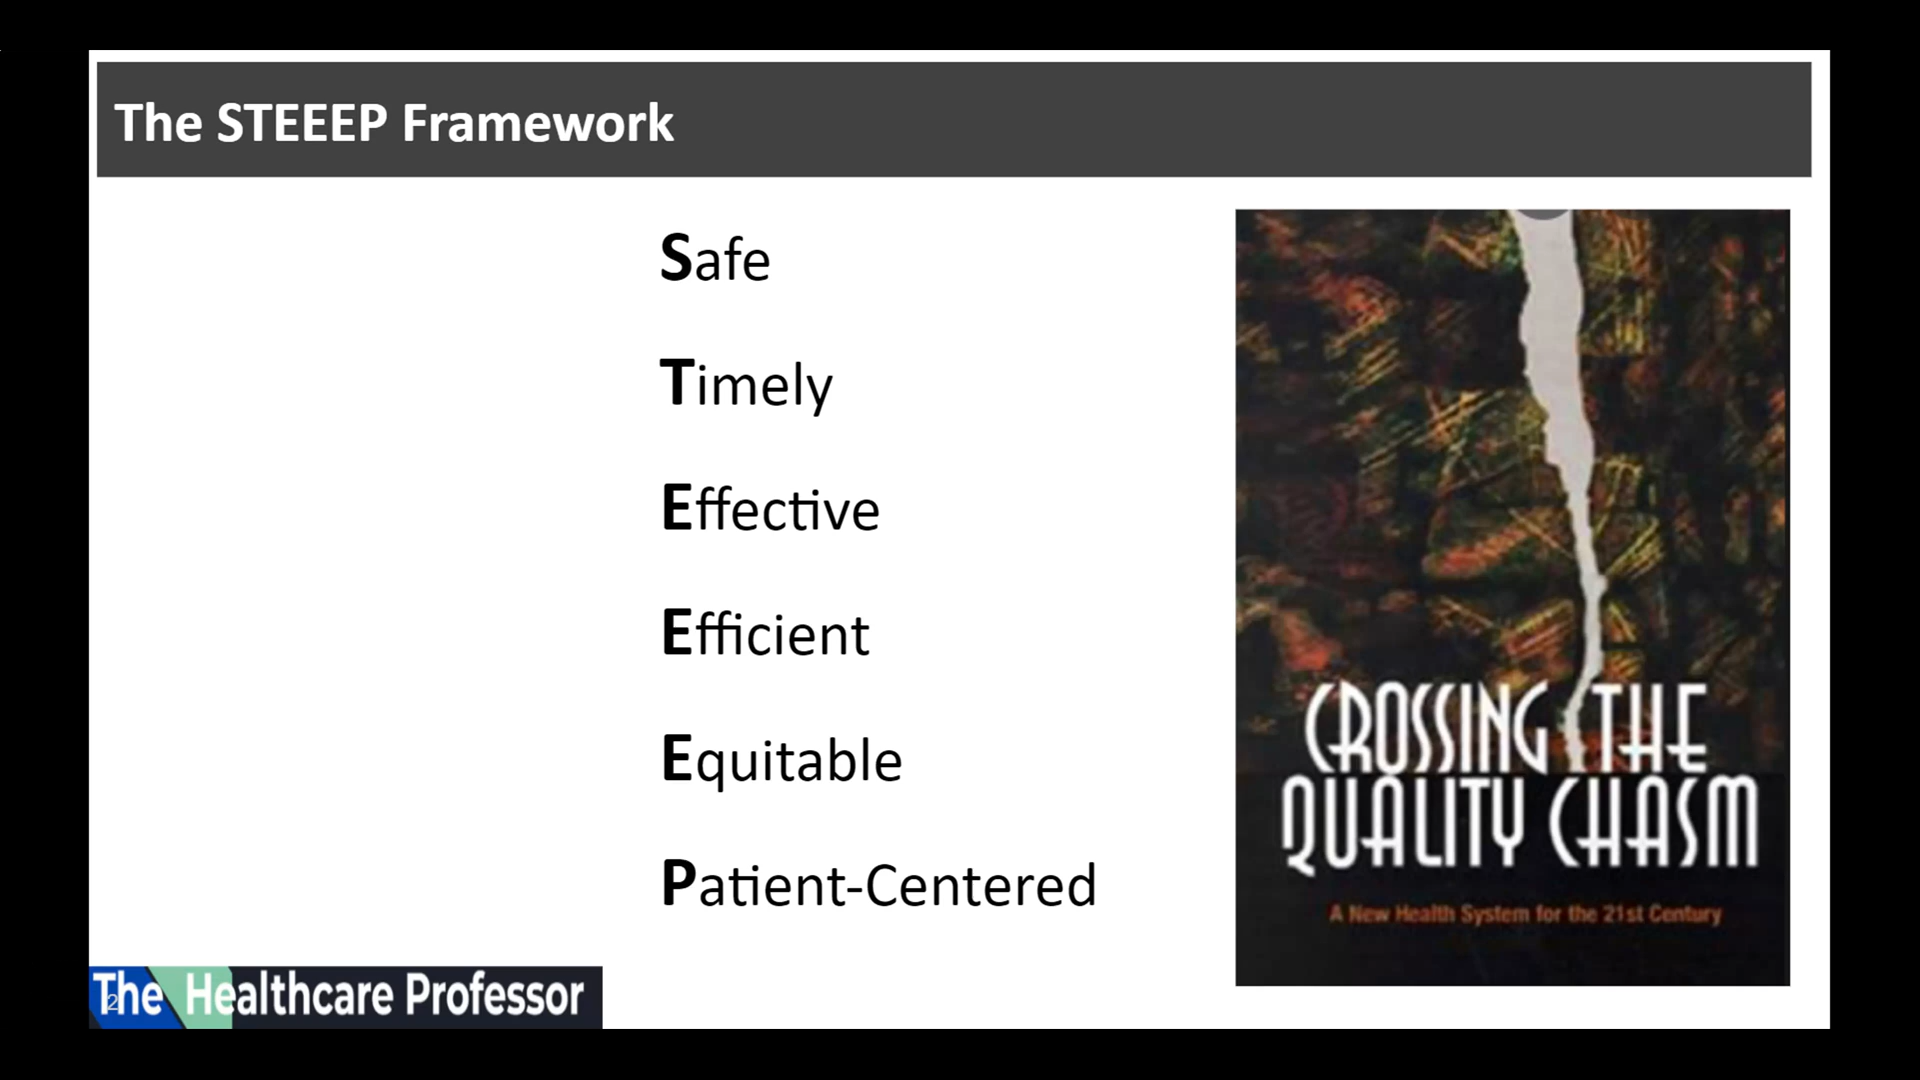 The STEEEP Framework
Safe
Timely
Effective
Efficient
Equitable
Patient-Centered
CROSSING THE
QUALITY CHASM
A New Health System for the 21st Century
The Healthcare Professor
2